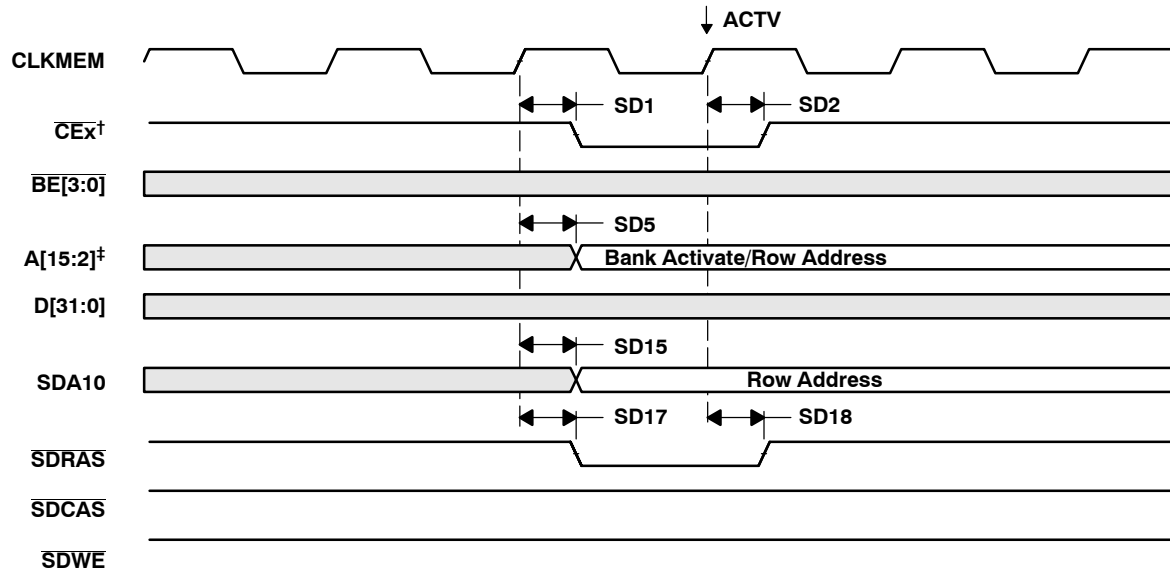 ACTV
CLKMEM
SD1
SD2
CEx†
BE[3:0]
SD5
A[15:2]‡
Bank Activate/Row Address
D[31:0]
SD15
SDA10
Row Address
SD17
SD18
SDRAS
SDCAS
SDWE